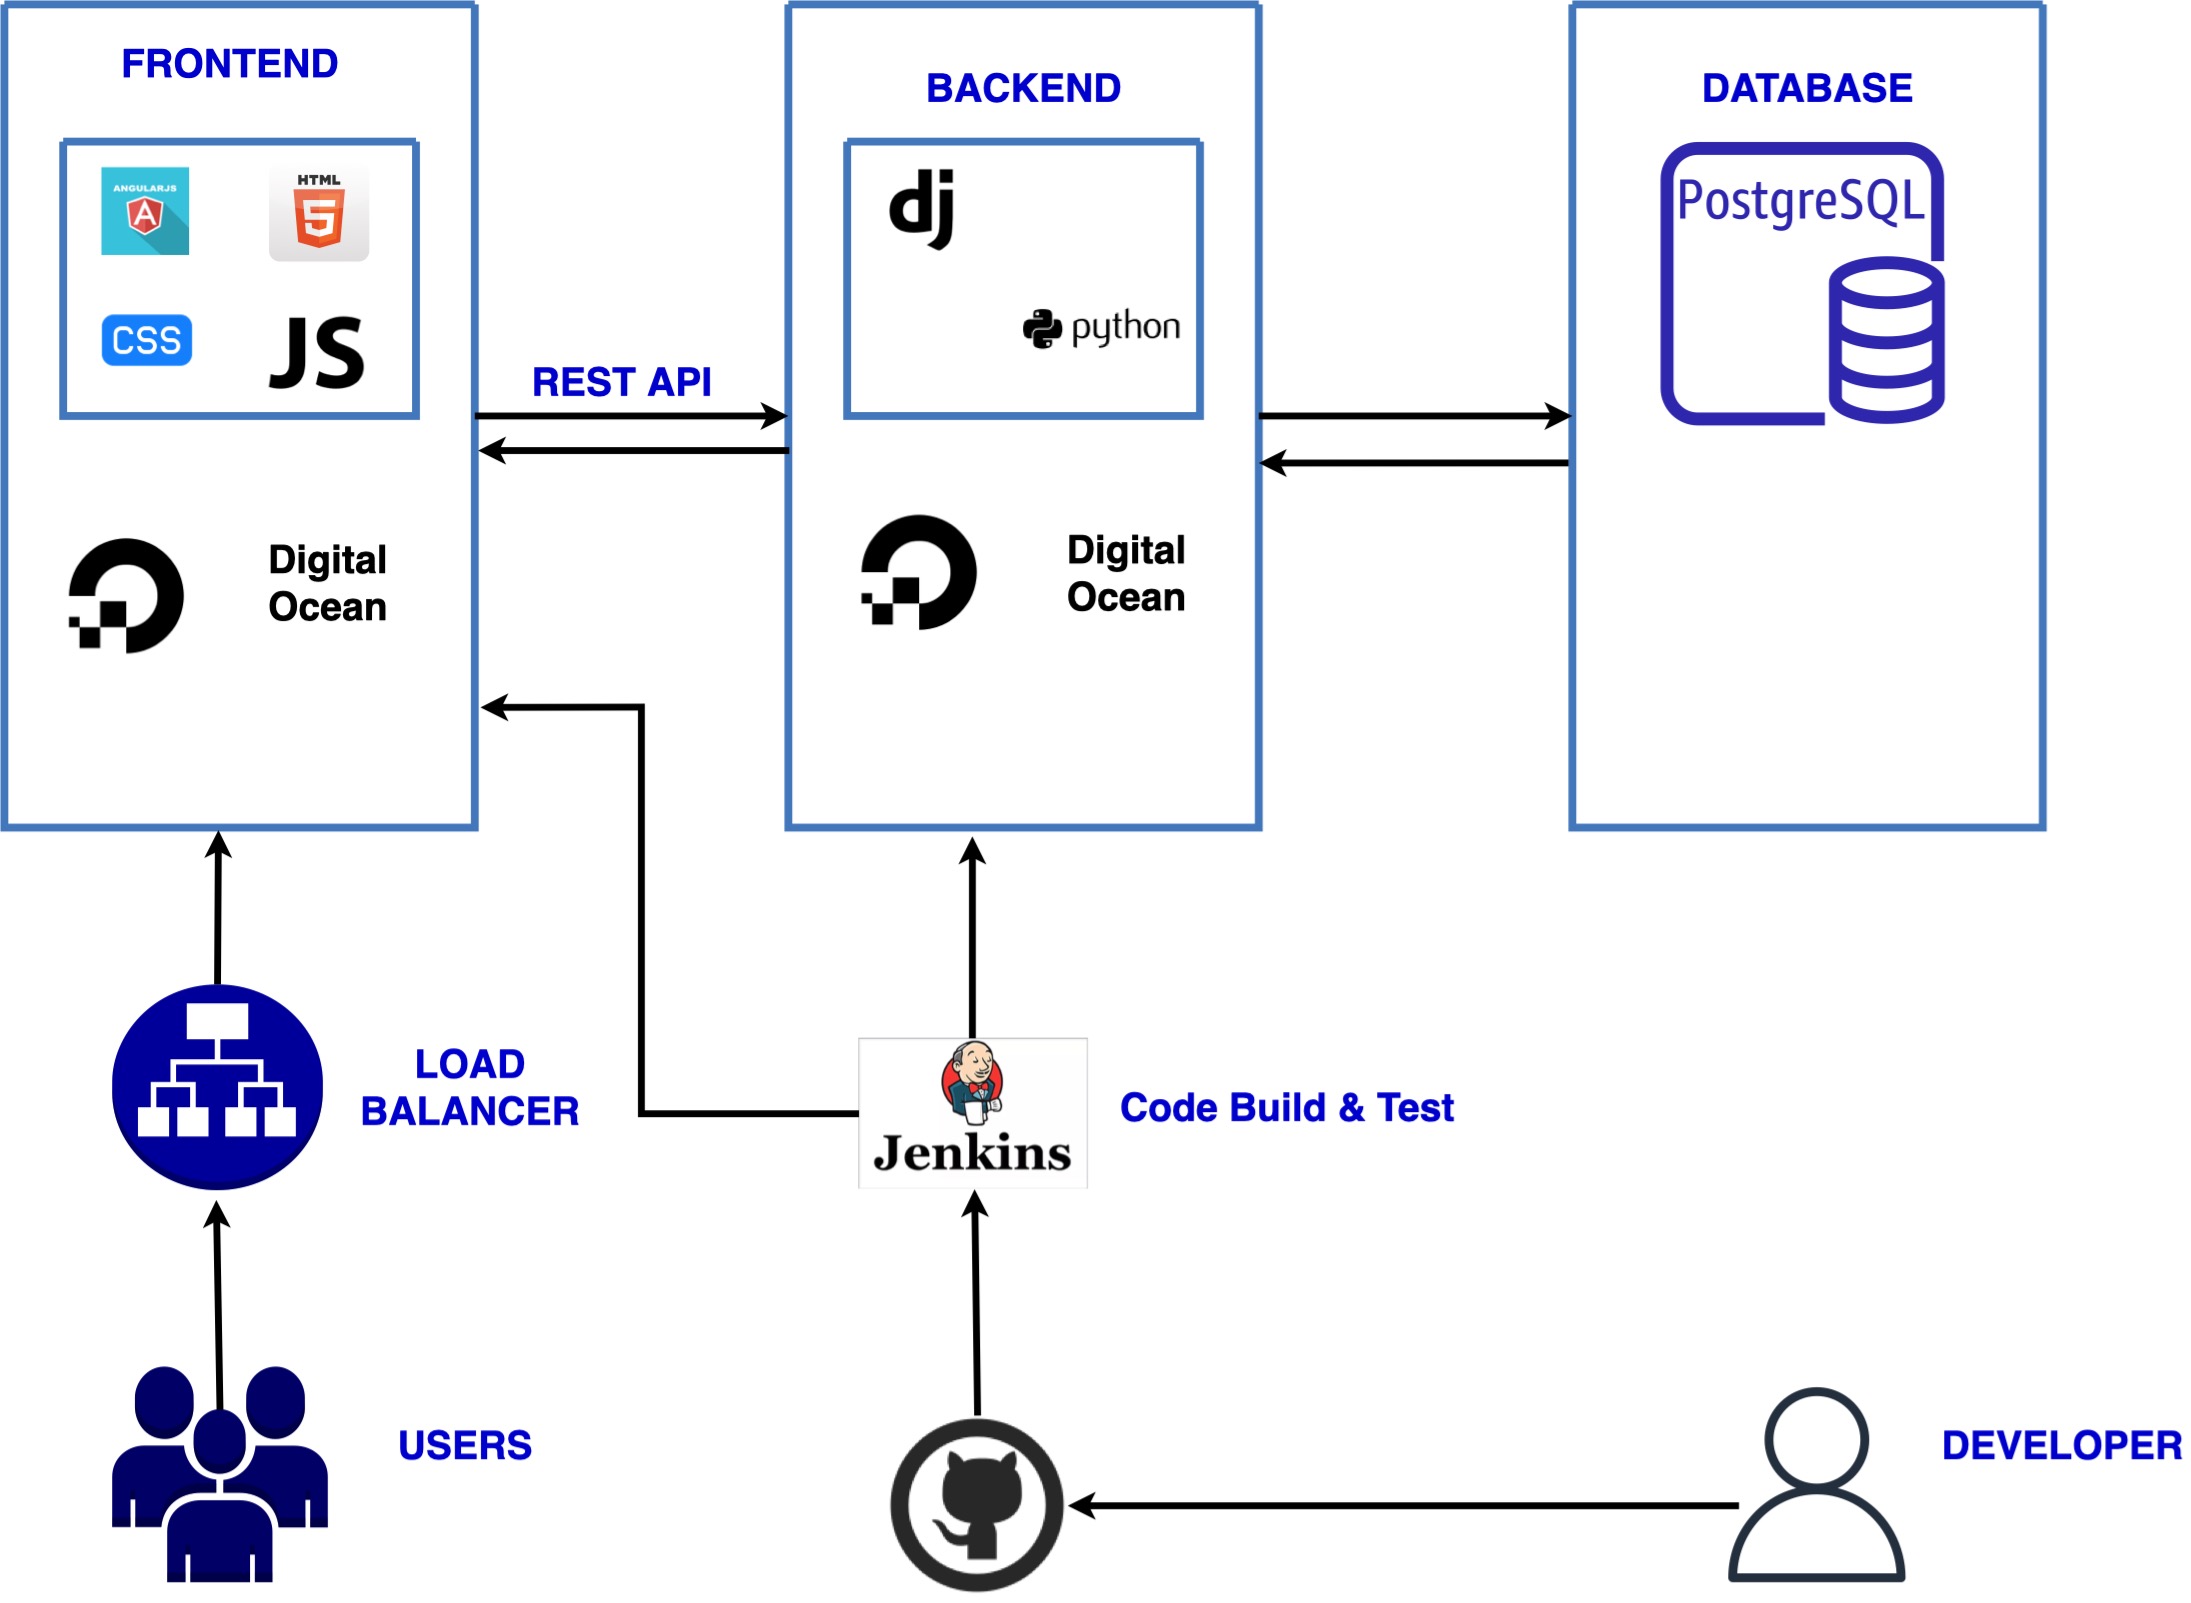 FRONTEND
ANGULARJS
A
HTML
5
CSS
JS
Digital
Ocean
REST API
BACKEND
dj
python
Digital
Ocean
DATABASE
PostgreSQL
LOAD
BALANCER
Jenkins
Code Build & Test
USERS
DEVELOPER